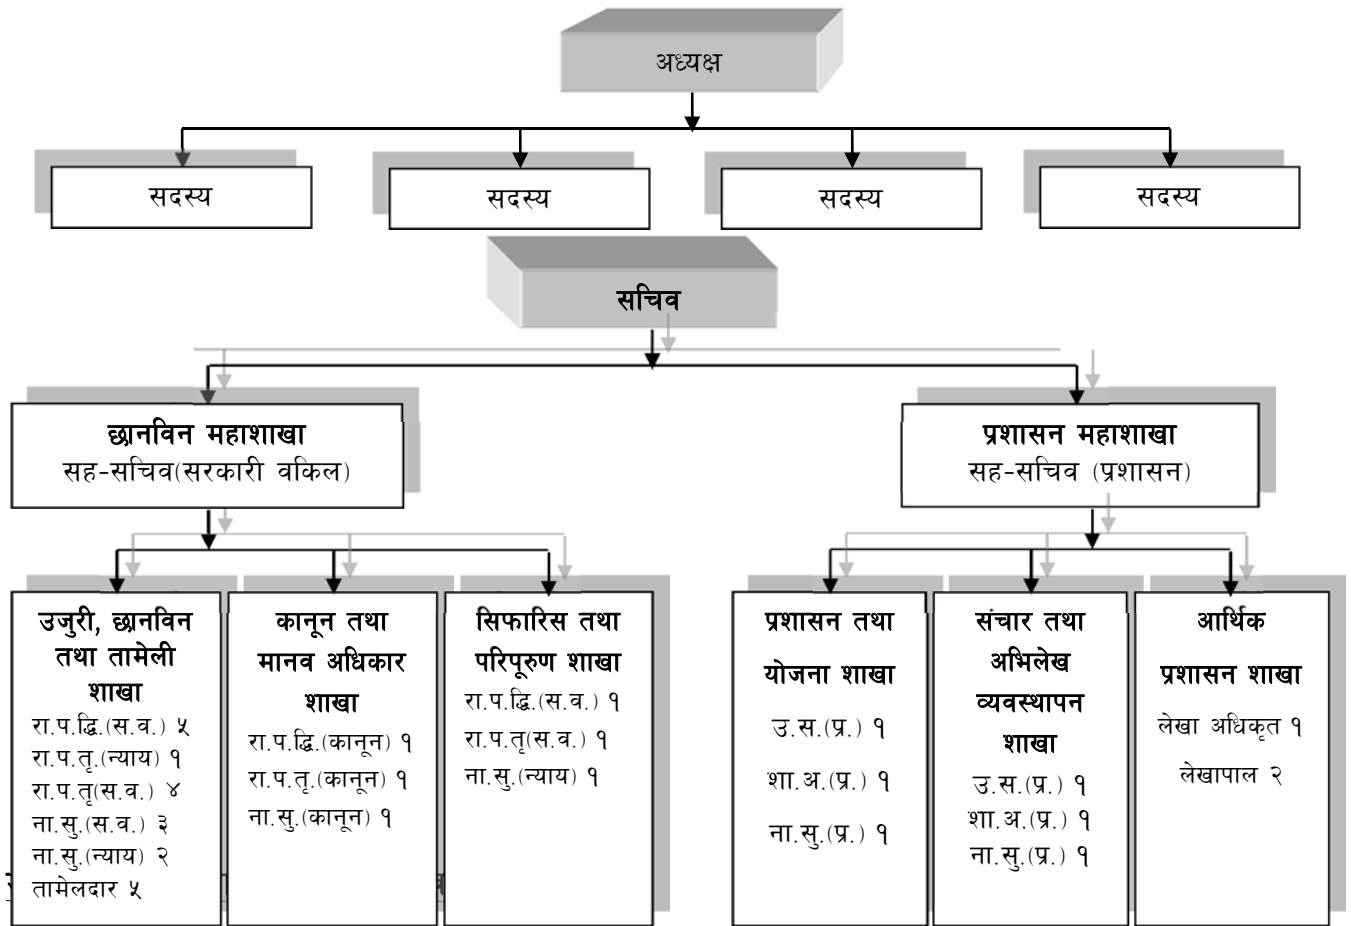 अध्यक्ष
सदस्य
सदस्य
सदस्य
सदस्य
सचिव
छानविन महाशाखा
सह-सचिव(सरकारी वकिल)
प्रशासन महाशाखा
सह-सचिव (प्रशासन)
उजुरी, छानविन
तथा तामेली
शाखा
रा.प.द्धि.(स.व.) ५
रा.प.तृ.(न्याय) १
रा.प.तृ(स.व.) ४
ना.सु.(स.व.) ३
ना.सु.(न्याय) २
तामेलदार ५
कानून तथा
मानव अधिकार
शाखा
रा.प.द्धि.(कानून) १
रा.प.तृ.(कानून) १
ना.सु.(कानून) १
सिफारिस तथा
परिपूरुण शाखा
रा.प.द्धि.(स.व.) १
रा.प.तृ(स.व.) १
ना.सु.(न्याय) १
प्रशासन तथा
योजना शाखा
उ.स.(प्र.) १
शा.अ.(प्र.) १
ना.सु.(प्र.) १
संचार तथा
अभिलेख
व्यवस्थापन
शाखा
उ.स.(प्र.) १
शा.अ.(प्र.) १
ना.सु.(प्र.) १
आर्थिक
प्रशासन शाखा
लेखा अधिकृत १
लेखापाल २